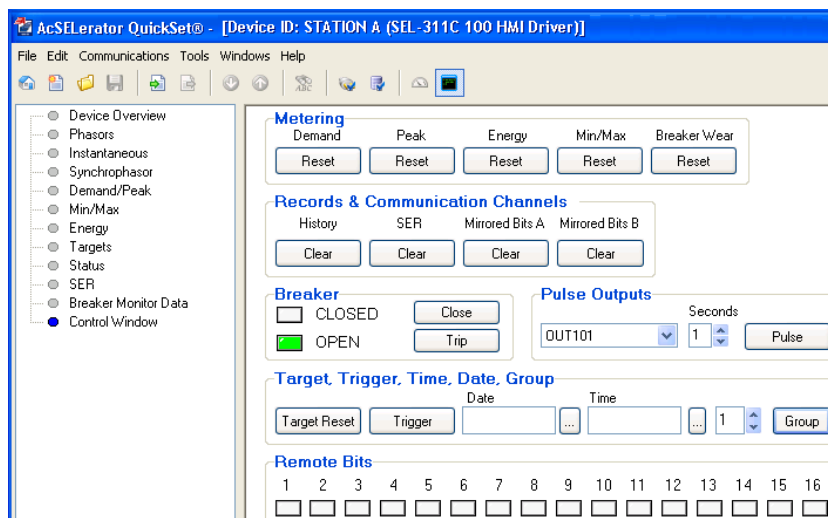 AcSELerator QuickSet® - [Device ID: STATION A (SEL-311C 100 HMI Driver)]
File Edit Communications Tools Windows Help
Device Overview
Phasors
Instantaneous
Synchrophasor
Demand/Peak
Min/Max
Energy
Targets
Status
SER
Breaker Monitor Data
Control Window
Metering
Demand Peak Energy Min/Max Breaker Wear
Reset Reset Reset Reset Reset
Records & Communication Channels
History SER Mirrored Bits A Mirrored Bits B
Clear Clear Clear Clear
Breaker
CLOSED Close
OPEN Trip
Pulse Outputs
Seconds
OUT101 1 Pulse
Target, Trigger, Time, Date, Group
Date Time
Target Reset Trigger ... ... 1 Group
Remote Bits
1 2 3 4 5 6 7 8 9 10 11 12 13 14 15 16